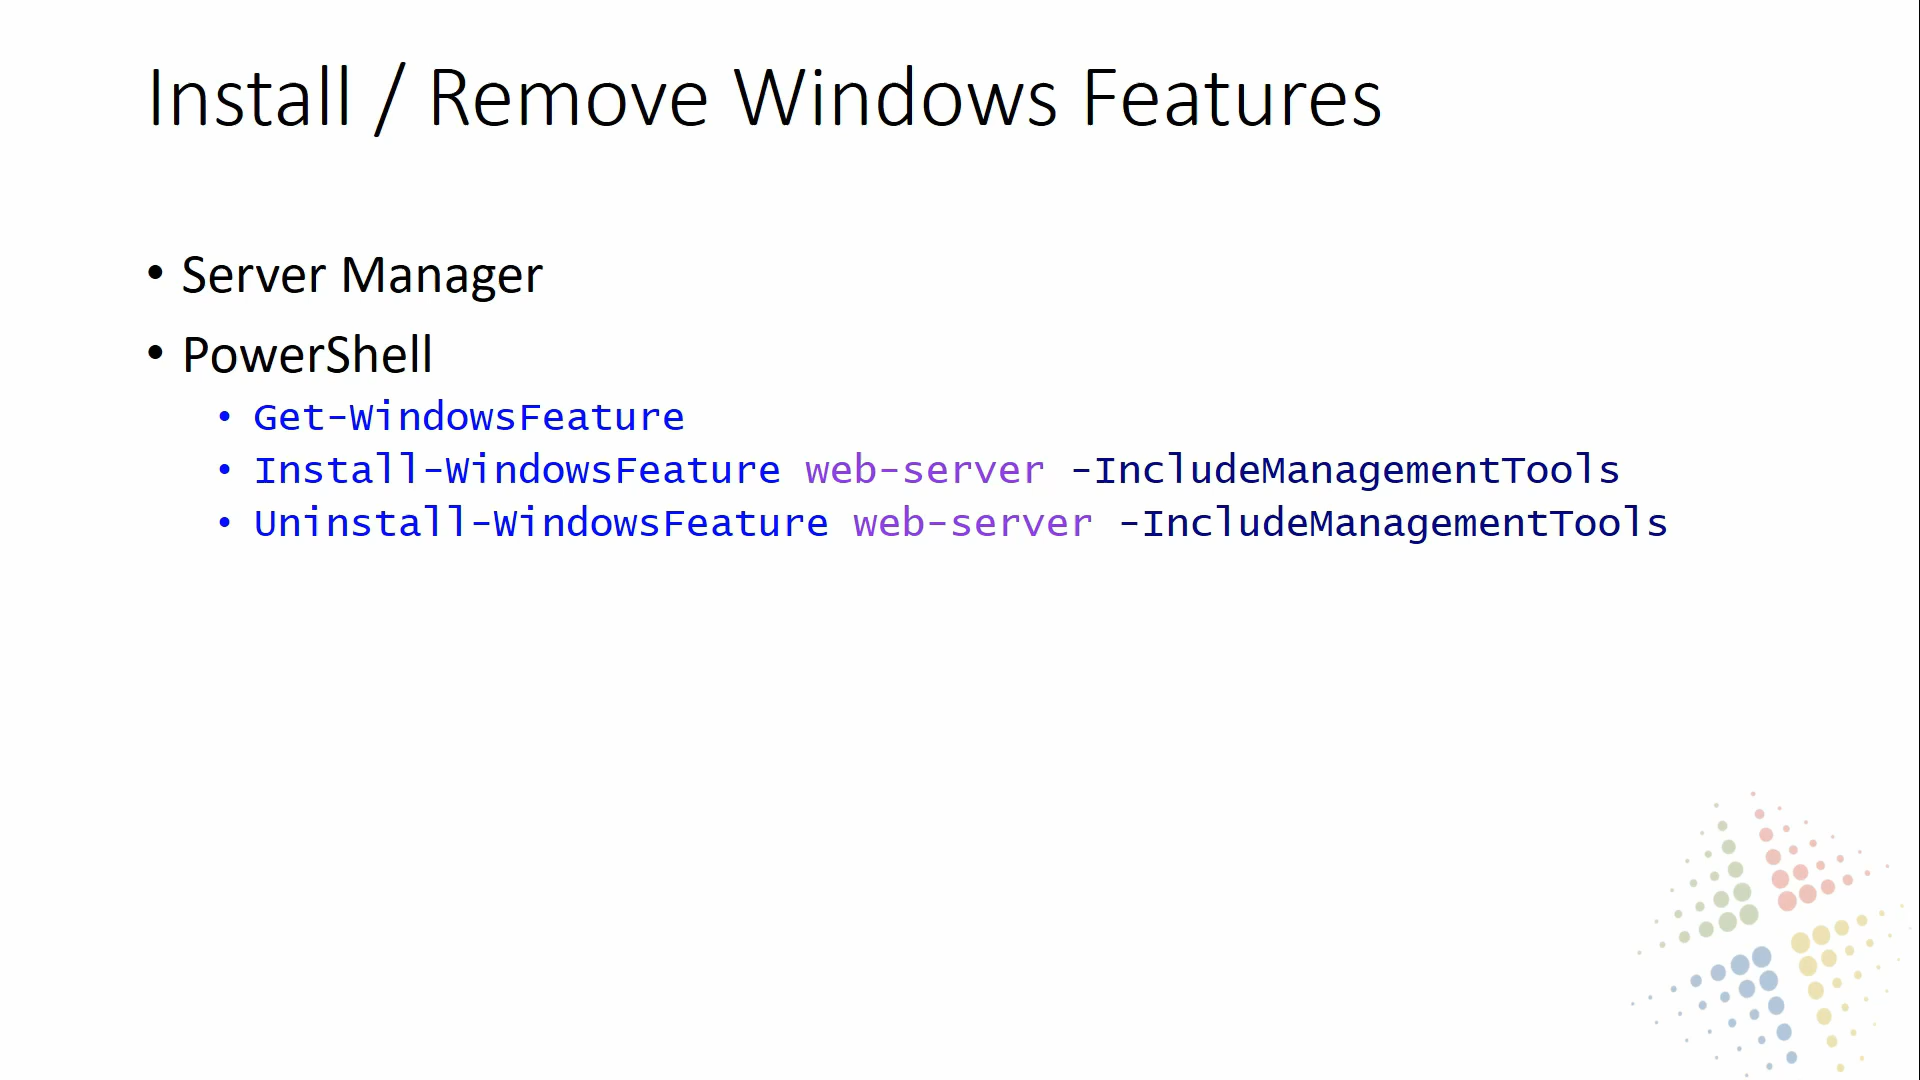 Install / Remove Windows Features
• Server Manager
• PowerShell
• Get-WindowsFeature
• Install-WindowsFeature web-server -IncludeManagementTools
• Uninstall-WindowsFeature web-server -IncludeManagementTools